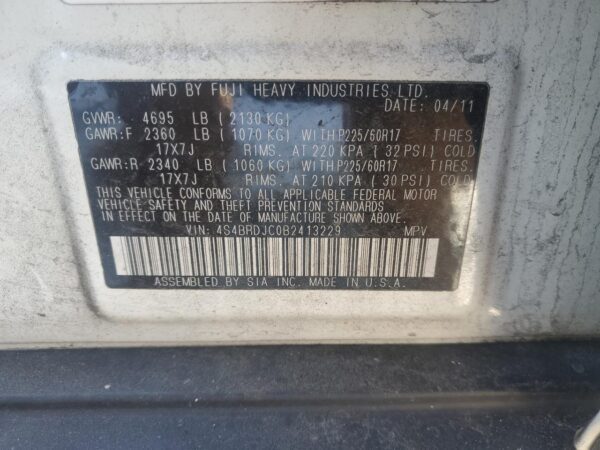 MFD BY FUJI HEAVY INDUSTRIES LTD.
DATE: 04/11
GVWR: 4695 LB (2130 KG)
GAWR:F 2360 LB (1070 KG) WITH P225/60R17 TIRES.
17X7J RIMS. AT 220 KPA (32 PSI) COLD
GAWR:R 2340 LB (1060 KG) WITH P225/60R17 TIRES.
17X7J RIMS. AT 210 KPA (30 PSI) COLD
THIS VEHICLE CONFORMS TO ALL APPLICABLE FEDERAL MOTOR
VEHICLE SAFETY AND THEFT PREVENTION STANDARDS
IN EFFECT ON THE DATE OF MANUFACTURE SHOWN ABOVE.
VIN: 4S4BRDJC0B2413229 MPV
ASSEMBLED BY SIA INC. MADE IN U.S.A.